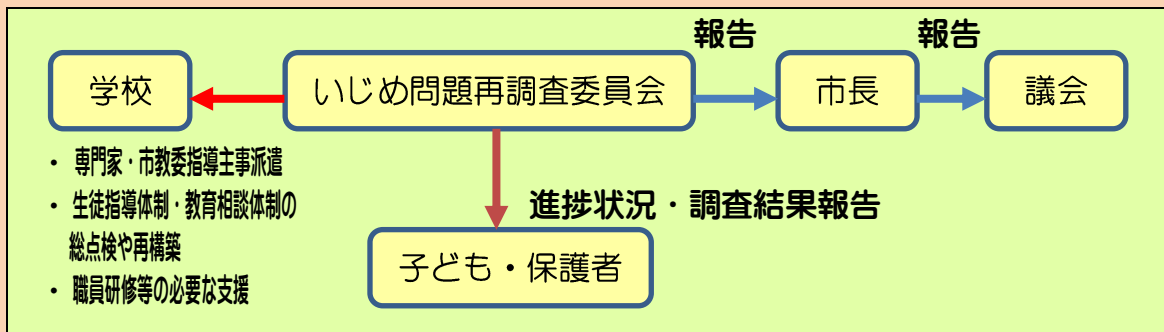 報告
報告
学校
いじめ問題再調査委員会
市長
議会
・ 専門家・市教委指導主事派遣
・ 生徒指導体制・教育相談体制の
総点検や再構築
・ 職員研修等の必要な支援
進捗状況・調査結果報告
子ども・保護者